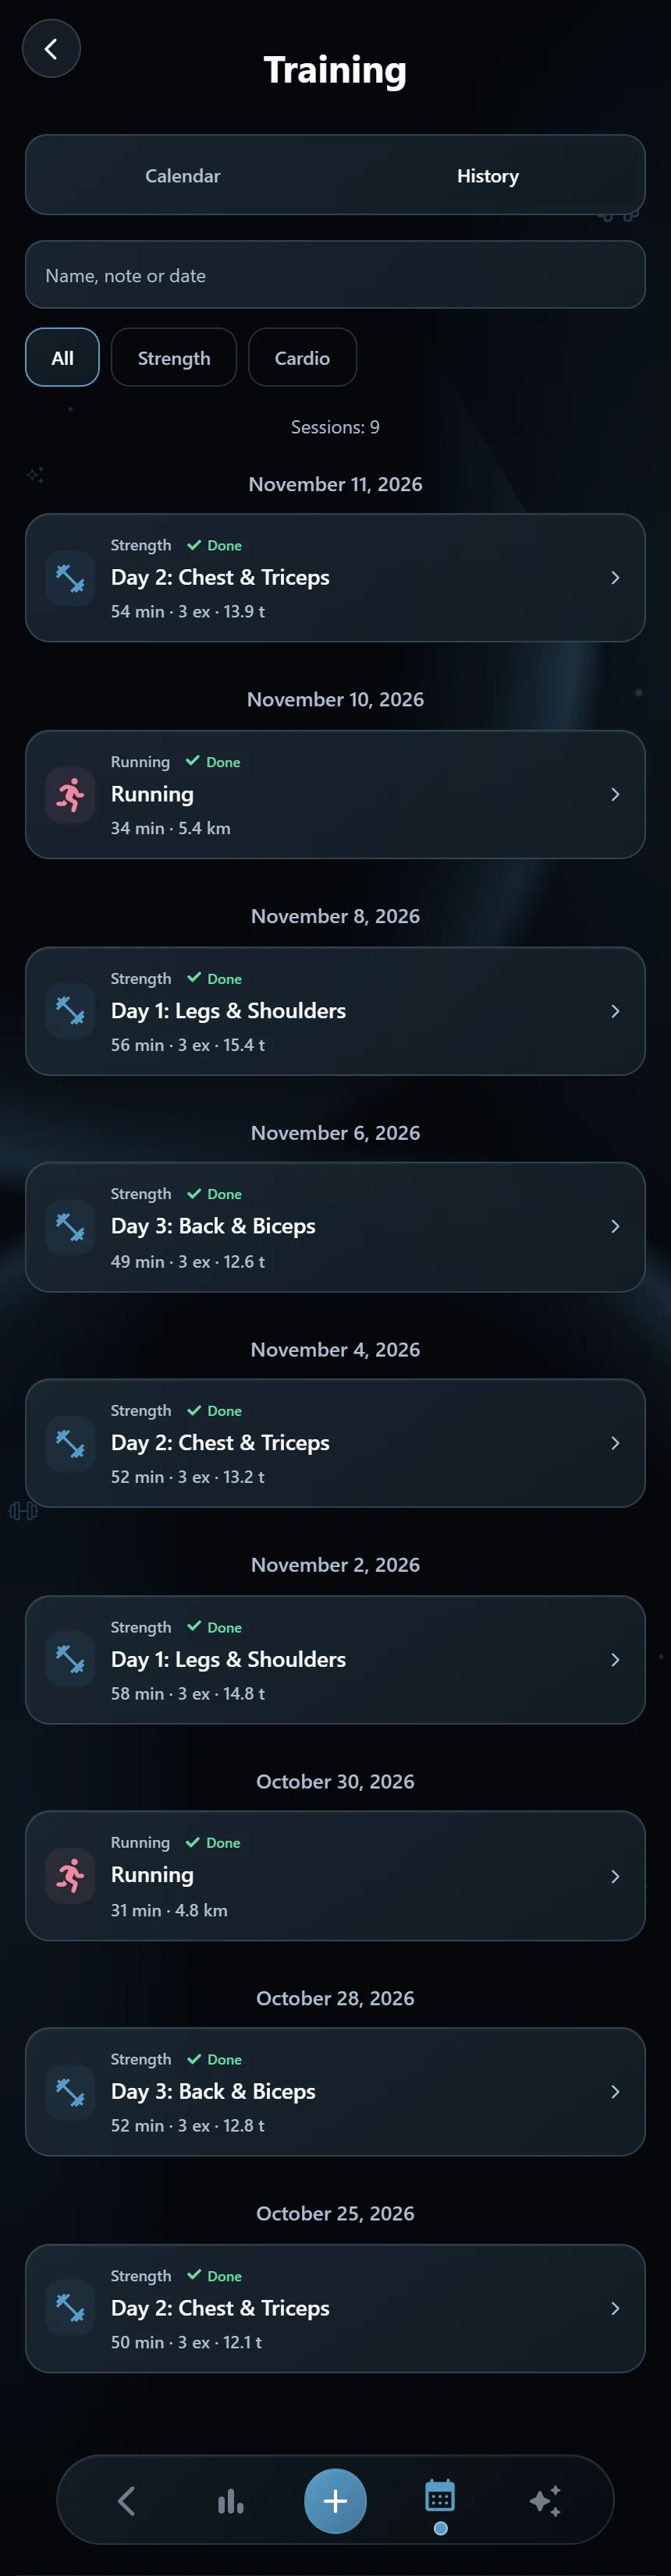 Training
Calendar
History
Name, note or date
All
Strength
Cardio
Sessions: 9
November 11, 2026
Strength Done
Day 2: Chest & Triceps
54 min · 3 ex · 13.9 t
November 10, 2026
Running Done
Running
34 min · 5.4 km
November 8, 2026
Strength Done
Day 1: Legs & Shoulders
56 min · 3 ex · 15.4 t
November 6, 2026
Strength Done
Day 3: Back & Biceps
49 min · 3 ex · 12.6 t
November 4, 2026
Strength Done
Day 2: Chest & Triceps
52 min · 3 ex · 13.2 t
November 2, 2026
Strength Done
Day 1: Legs & Shoulders
58 min · 3 ex · 14.8 t
October 30, 2026
Running Done
Running
31 min · 4.8 km
October 28, 2026
Strength Done
Day 3: Back & Biceps
52 min · 3 ex · 12.8 t
October 25, 2026
Strength Done
Day 2: Chest & Triceps
50 min · 3 ex · 12.1 t